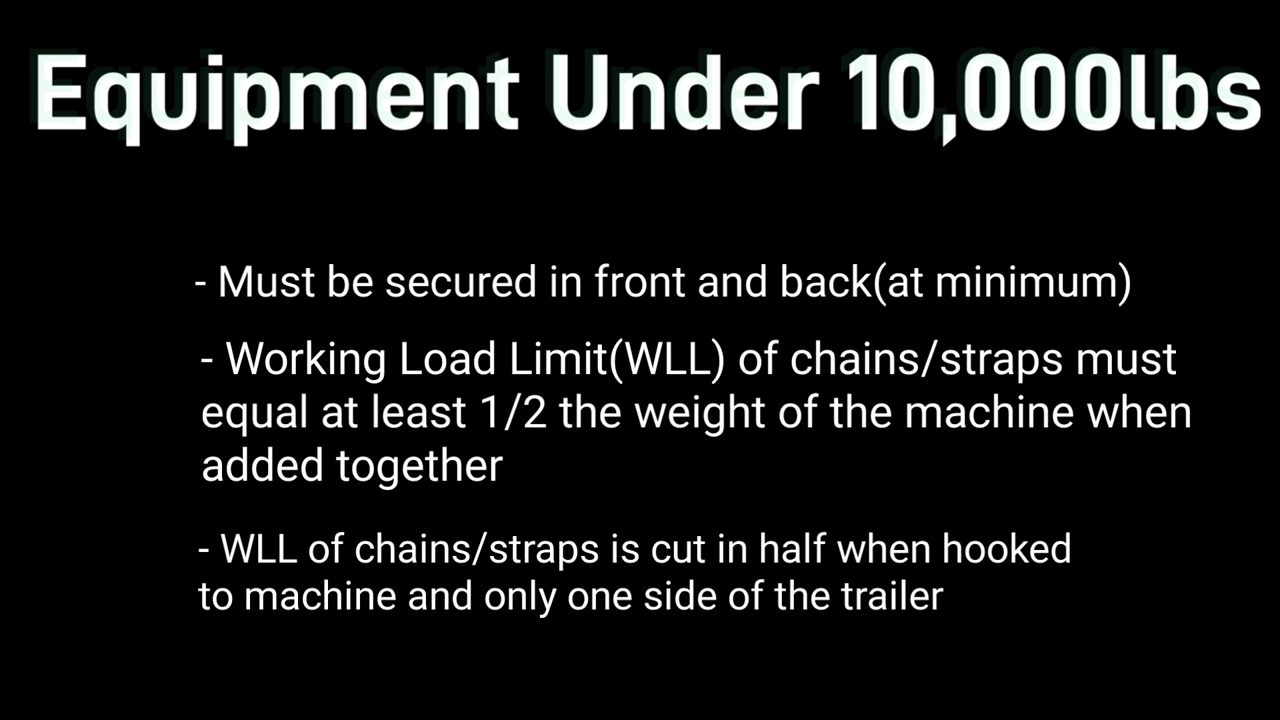 Equipment Under 10,000lbs
- Must be secured in front and back(at minimum)
- Working Load Limit(WLL) of chains/straps must
equal at least 1/2 the weight of the machine when
added together
- WLL of chains/straps is cut in half when hooked
to machine and only one side of the trailer